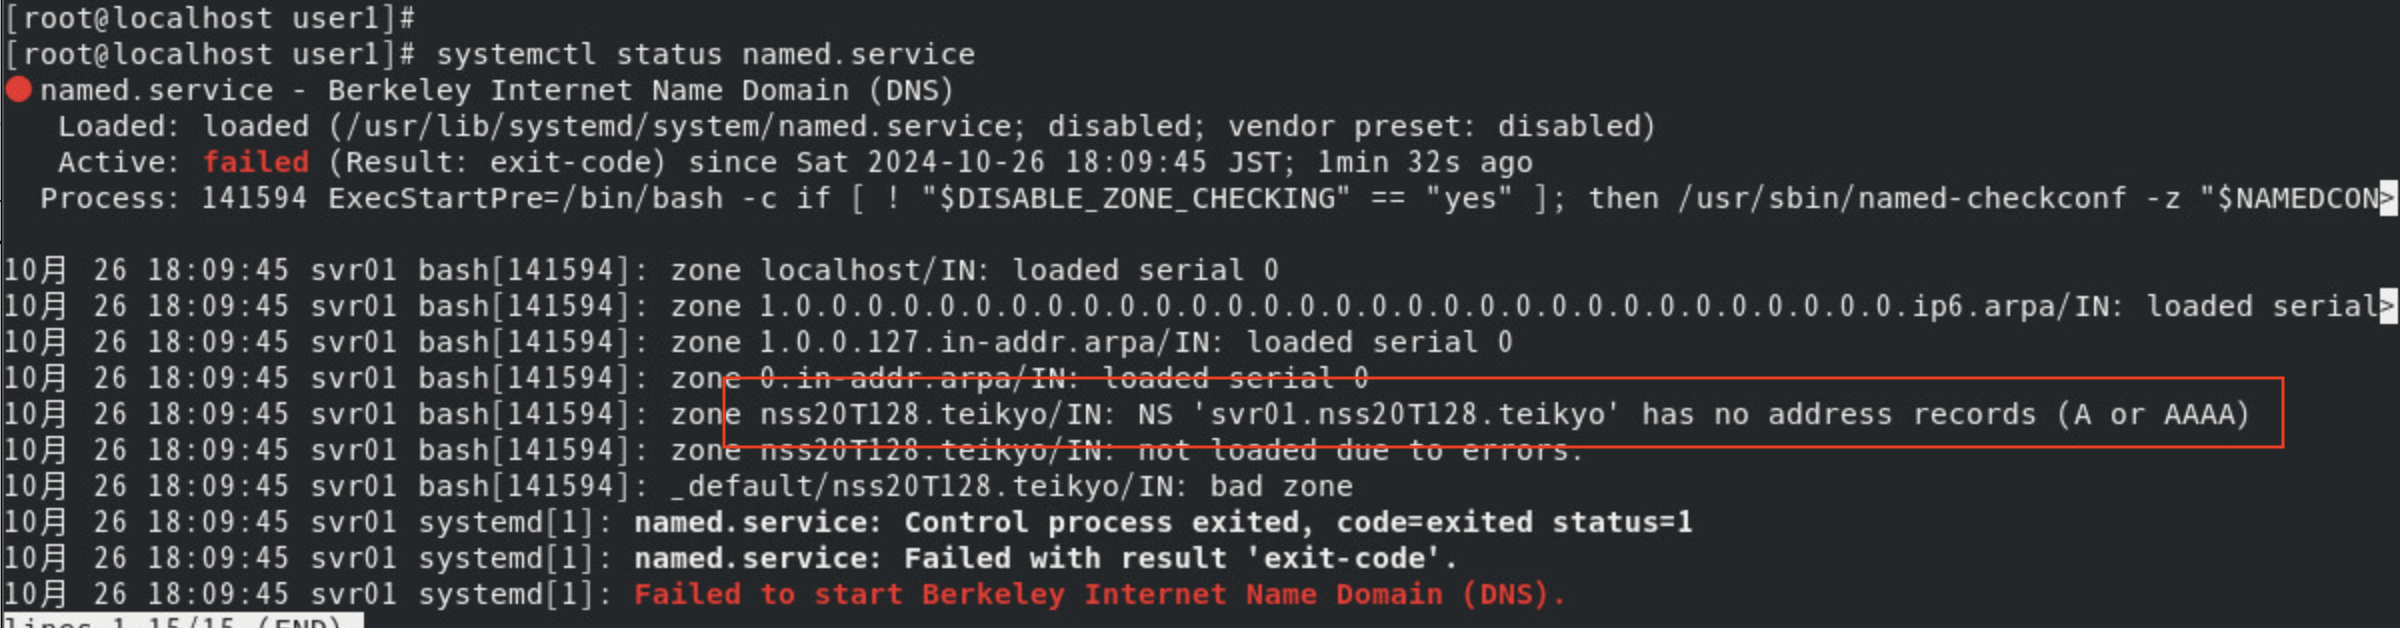 [root@localhost user1]#
[root@localhost user1]# systemctl status named.service
● named.service - Berkeley Internet Name Domain (DNS)
   Loaded: loaded (/usr/lib/systemd/system/named.service; disabled; vendor preset: disabled)
   Active: failed (Result: exit-code) since Sat 2024-10-26 18:09:45 JST; 1min 32s ago
  Process: 141594 ExecStartPre=/bin/bash -c if [ ! "$DISABLE_ZONE_CHECKING" == "yes" ]; then /usr/sbin/named-checkconf -z "$NAMEDCON>
10月 26 18:09:45 svr01 bash[141594]: zone localhost/IN: loaded serial 0
10月 26 18:09:45 svr01 bash[141594]: zone 1.0.0.0.0.0.0.0.0.0.0.0.0.0.0.0.0.0.0.0.0.0.0.0.0.0.0.0.0.0.0.0.ip6.arpa/IN: loaded serial>
10月 26 18:09:45 svr01 bash[141594]: zone 1.0.0.127.in-addr.arpa/IN: loaded serial 0
10月 26 18:09:45 svr01 bash[141594]: zone 0.in-addr.arpa/IN: loaded serial 0
10月 26 18:09:45 svr01 bash[141594]: zone nss20T128.teikyo/IN: NS 'svr01.nss20T128.teikyo' has no address records (A or AAAA)
10月 26 18:09:45 svr01 bash[141594]: zone nss20T128.teikyo/IN: not loaded due to errors.
10月 26 18:09:45 svr01 bash[141594]: _default/nss20T128.teikyo/IN: bad zone
10月 26 18:09:45 svr01 systemd[1]: named.service: Control process exited, code=exited status=1
10月 26 18:09:45 svr01 systemd[1]: named.service: Failed with result 'exit-code'.
10月 26 18:09:45 svr01 systemd[1]: Failed to start Berkeley Internet Name Domain (DNS).
lines 1-15/15 (END)